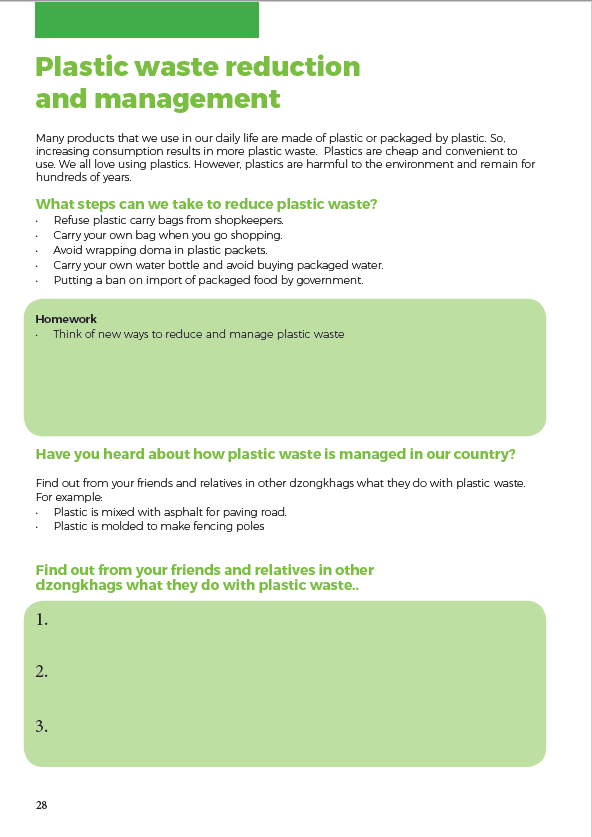 Plastic waste reduction
and management
Many products that we use in our daily life are made of plastic or packaged by plastic. So,
increasing consumption results in more plastic waste.  Plastics are cheap and convenient to
use. We all love using plastics. However, plastics are harmful to the environment and remain for
hundreds of years.
What steps can we take to reduce plastic waste?
· Refuse plastic carry bags from shopkeepers.
· Carry your own bag when you go shopping.
· Avoid wrapping doma in plastic packets.
· Carry your own water bottle and avoid buying packaged water.
· Putting a ban on import of packaged food by government.
Homework
· Think of new ways to reduce and manage plastic waste
Have you heard about how plastic waste is managed in our country?
Find out from your friends and relatives in other dzongkhags what they do with plastic waste.
For example:
· Plastic is mixed with asphalt for paving road.
· Plastic is molded to make fencing poles
Find out from your friends and relatives in other
dzongkhags what they do with plastic waste..
1.
2.
3.
28